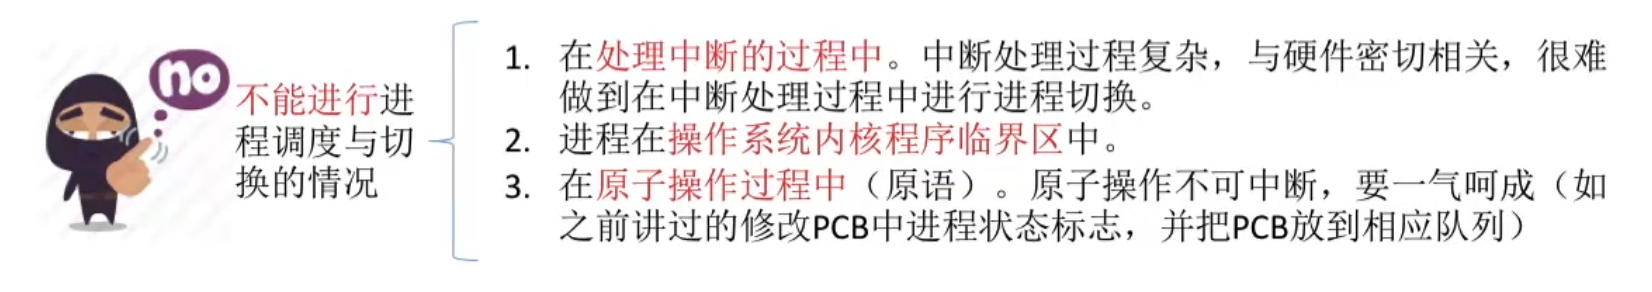 no
不能进行进
程调度与切
换的情况
1. 在处理中断的过程中。中断处理过程复杂，与硬件密切相关，很难
做到在中断处理过程中进行进程切换。
2. 进程在操作系统内核程序临界区中。
3. 在原子操作过程中（原语）。原子操作不可中断，要一气呵成（如
之前讲过的修改PCB中进程状态标志，并把PCB放到相应队列）